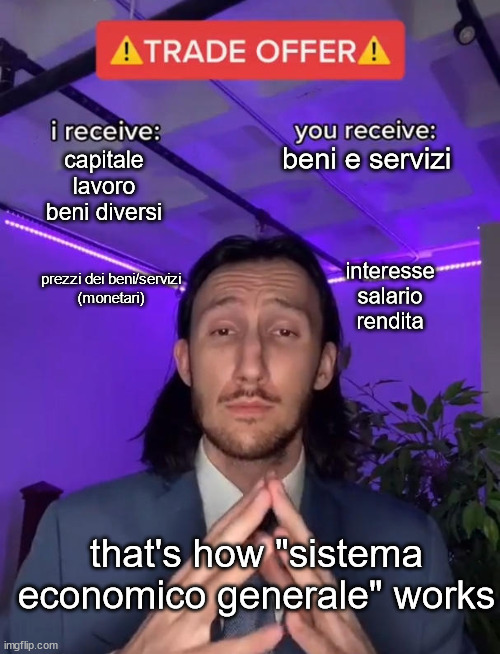 ⚠️TRADE OFFER⚠️
i receive:
capitale
lavoro
beni diversi
you receive:
beni e servizi
prezzi dei beni/servizi
(monetari)
interesse
salario
rendita
that's how "sistema
economico generale" works
imgflip.com